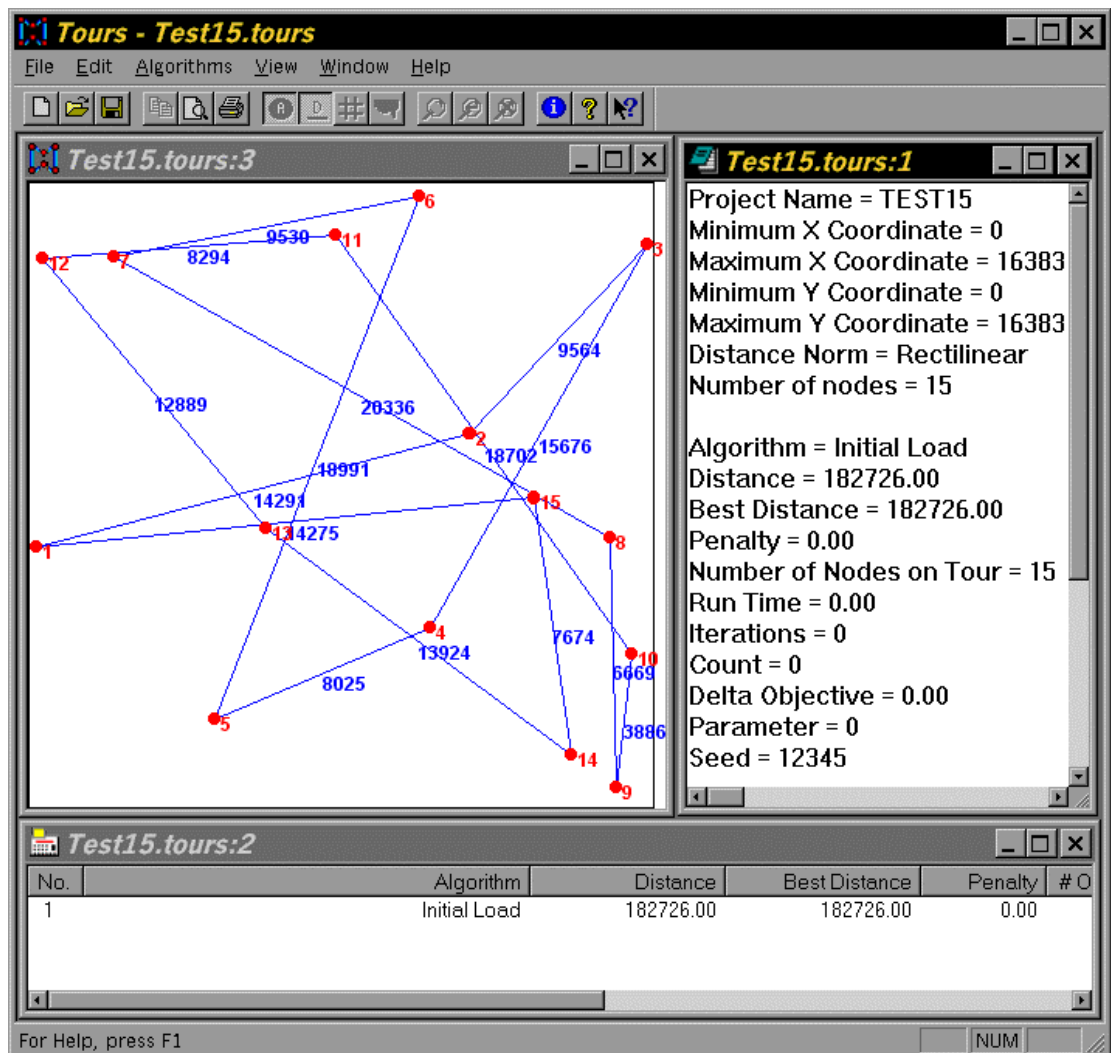 Tours - Test15.tours
File Edit Algorithms View Window Help
Test15.tours:3
6
9530
11
8294
12
7
3
9564
12889
20336
2
18702
15676
18991
14291
15
13
14275
8
1
4
7674
10
13924
6669
8025
5
3886
14
9
Test15.tours:1
Project Name = TEST15
Minimum X Coordinate = 0
Maximum X Coordinate = 16383
Minimum Y Coordinate = 0
Maximum Y Coordinate = 16383
Distance Norm = Rectilinear
Number of nodes = 15
Algorithm = Initial Load
Distance = 182726.00
Best Distance = 182726.00
Penalty = 0.00
Number of Nodes on Tour = 15
Run Time = 0.00
Iterations = 0
Count = 0
Delta Objective = 0.00
Parameter = 0
Seed = 12345
Test15.tours:2
No. Algorithm Distance Best Distance Penalty # O
1 Initial Load 182726.00 182726.00 0.00
For Help, press F1 NUM